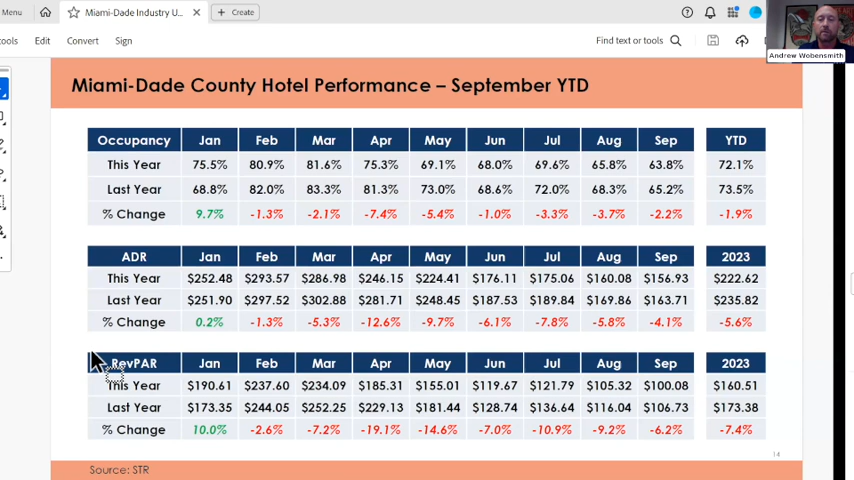 Menu
Miami-Dade Industry U...
Create
ools
Edit
Convert
Sign
Find text or tools
Andrew Wobensmith
Miami-Dade County Hotel Performance – September YTD
Occupancy Jan Feb Mar Apr May Jun Jul Aug Sep YTD
This Year 75.5% 80.9% 81.6% 75.3% 69.1% 68.0% 69.6% 65.8% 63.8% 72.1%
Last Year 68.8% 82.0% 83.3% 81.3% 73.0% 68.6% 72.0% 68.3% 65.2% 73.5%
% Change 9.7% -1.3% -2.1% -7.4% -5.4% -1.0% -3.3% -3.7% -2.2% -1.9%
ADR Jan Feb Mar Apr May Jun Jul Aug Sep 2023
This Year $252.48 $293.57 $286.98 $246.15 $224.41 $176.11 $175.06 $160.08 $156.93 $222.62
Last Year $251.90 $297.52 $302.88 $281.71 $248.45 $187.53 $189.84 $169.86 $163.71 $235.82
% Change 0.2% -1.3% -5.3% -12.6% -9.7% -6.1% -7.8% -5.8% -4.1% -5.6%
RevPAR Jan Feb Mar Apr May Jun Jul Aug Sep 2023
This Year $190.61 $237.60 $234.09 $185.31 $155.01 $119.67 $121.79 $105.32 $100.08 $160.51
Last Year $173.35 $244.05 $252.25 $229.13 $181.44 $128.74 $136.64 $116.04 $106.73 $173.38
% Change 10.0% -2.6% -7.2% -19.1% -14.6% -7.0% -10.9% -9.2% -6.2% -7.4%
14
Source: STR